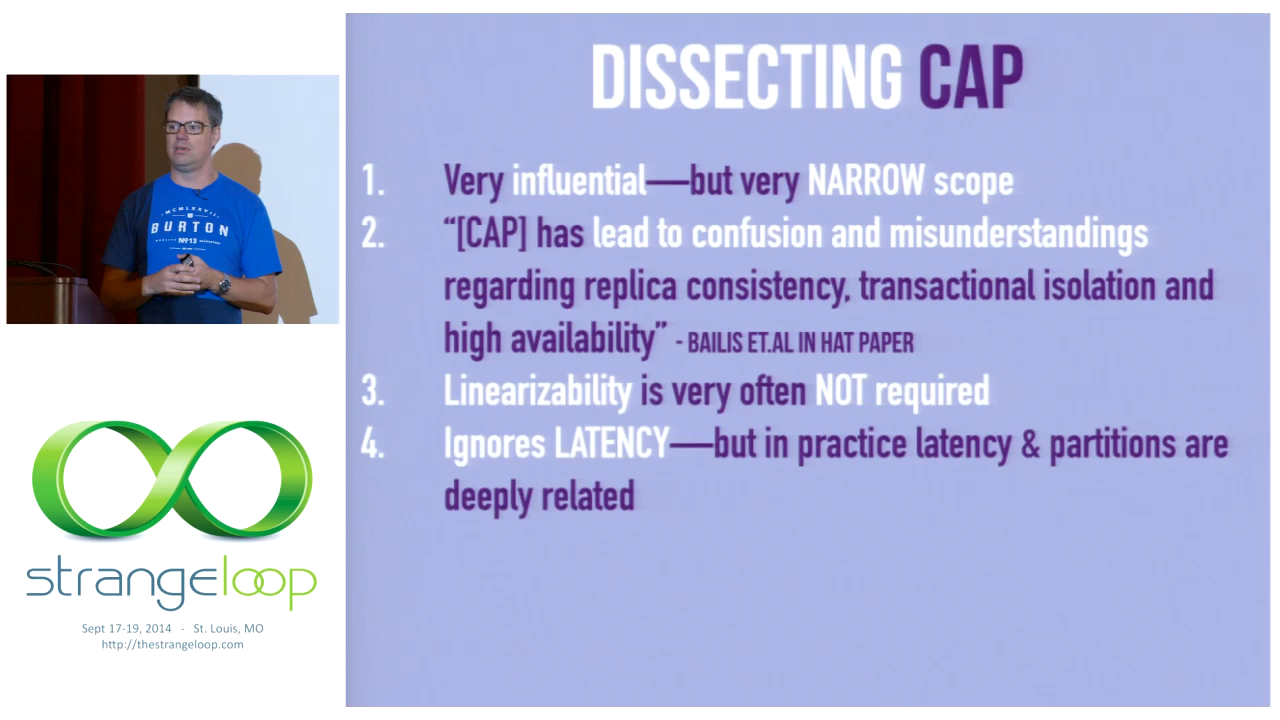 DISSECTING CAP
1. Very influential—but very NARROW scope
2. “[CAP] has lead to confusion and misunderstandings
regarding replica consistency, transactional isolation and
high availability” - BAILIS ET.AL IN HAT PAPER
3. Linearizability is very often NOT required
4. Ignores LATENCY—but in practice latency & partitions are
deeply related
MCMLXXVII
BURTON
Nº13
strangeloop
Sept 17-19, 2014 - St. Louis, MO
http://thestrangeloop.com